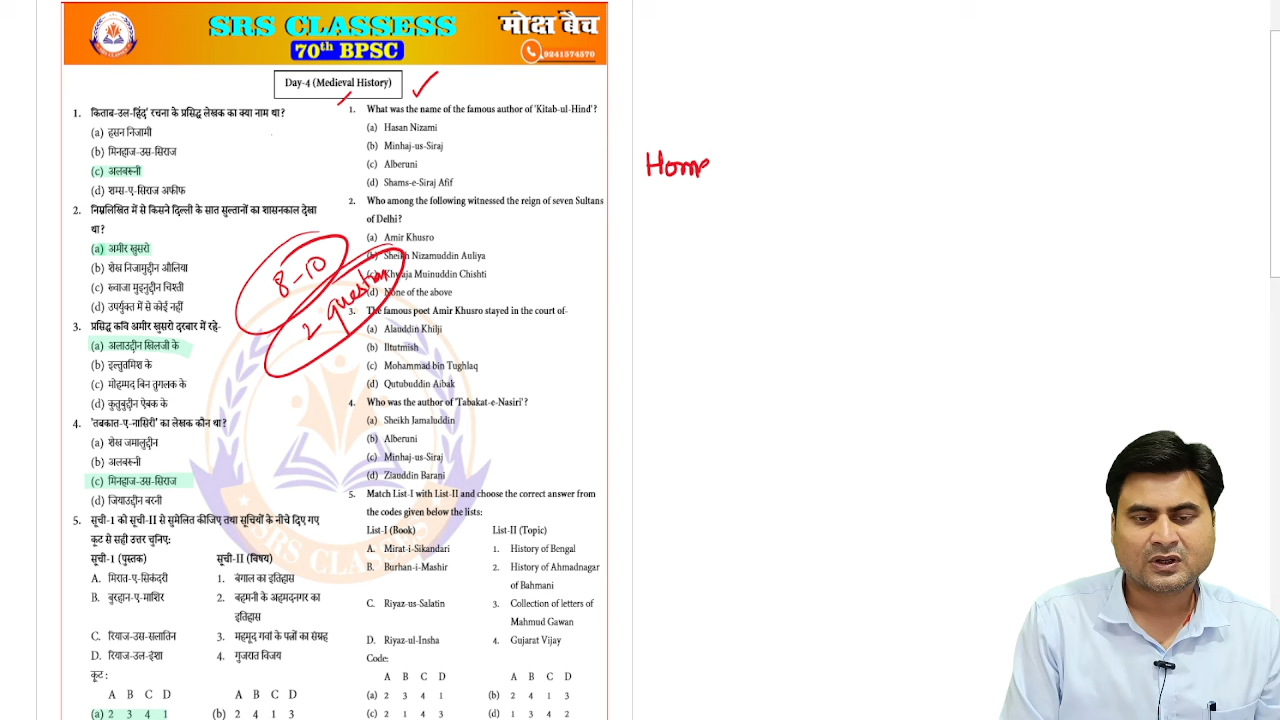 SRS CLASSESS
मोक्ष बैच
70th BPSC
9241574570
Day-4 (Medieval History)
1. किताब-उल-हिंद' रचना के प्रसिद्ध लेखक का क्या नाम था?
(a) हसन निजामी
(b) मिनहाज-उस-सिराज
(c) अलबरूनी
(d) शम्स-ए-सिराज अफीफ
2. निम्नलिखित में से किसने दिल्ली के सात सुल्तानों का शासनकाल देखा
था?
(a) अमीर खुसरो
(b) शेख निजामुद्दीन औलिया
(c) ख्वाजा मुइनुद्दीन चिश्ती
(d) उपर्युक्त में से कोई नहीं
3. प्रसिद्ध कवि अमीर खुसरो दरबार में रहे-
(a) अलाउद्दीन खिलजी के
(b) इल्तुतमिश के
(c) मोहम्मद बिन तुगलक के
(d) कुतुबुद्दीन ऐबक के
4. 'तबकात-ए-नासिरी' का लेखक कौन था?
(a) शेख जमालुद्दीन
(b) अलबरूनी
(c) मिनहाज-उस-सिराज
(d) जियाउद्दीन बरनी
5. सूची-1 को सूची-II से सुमेलित कीजिए तथा सूचियों के नीचे दिए गए
कूट से सही उत्तर चुनिए:
सूची-1 (पुस्तक) सूची-II (विषय)
A. मिरात-ए-सिकंदरी 1. बंगाल का इतिहास
B. बुरहान-ए-माशिर 2. बहमनी के अहमदनगर का
इतिहास
C. रियाज-उस-सलातिन 3. महमूद गवां के पत्रों का संग्रह
D. रियाज-उल-इंशा 4. गुजरात विजय
कूट :
A B C D A B C D
(a) 2 3 4 1 (b) 2 4 1 3
1. What was the name of the famous author of 'Kitab-ul-Hind'?
(a) Hasan Nizami
(b) Minhaj-us-Siraj
(c) Alberuni
(d) Shams-e-Siraj Afif
2. Who among the following witnessed the reign of seven Sultans
of Delhi?
(a) Amir Khusro
(b) Sheikh Nizamuddin Auliya
(c) Khwaja Muinuddin Chishti
(d) None of the above
3. The famous poet Amir Khusro stayed in the court of-
(a) Alauddin Khilji
(b) Iltutmish
(c) Mohammad bin Tughlaq
(d) Qutubuddin Aibak
4. Who was the author of 'Tabakat-e-Nasiri'?
(a) Sheikh Jamaluddin
(b) Alberuni
(c) Minhaj-us-Siraj
(d) Ziauddin Barani
5. Match List-I with List-II and choose the correct answer from
the codes given below the lists:
List-I (Book) List-II (Topic)
A. Mirat-i-Sikandari 1. History of Bengal
B. Burhan-i-Mashir 2. History of Ahmadnagar
of Bahmani
C. Riyaz-us-Salatin 3. Collection of letters of
Mahmud Gawan
D. Riyaz-ul-Insha 4. Gujarat Vijay
Code:
A B C D A B C D
(a) 2 3 4 1 (b) 2 4 1 3
(c) 2 1 4 3 (d) 1 3 4 2
8-10
2 question
Home
SRS CLASSES